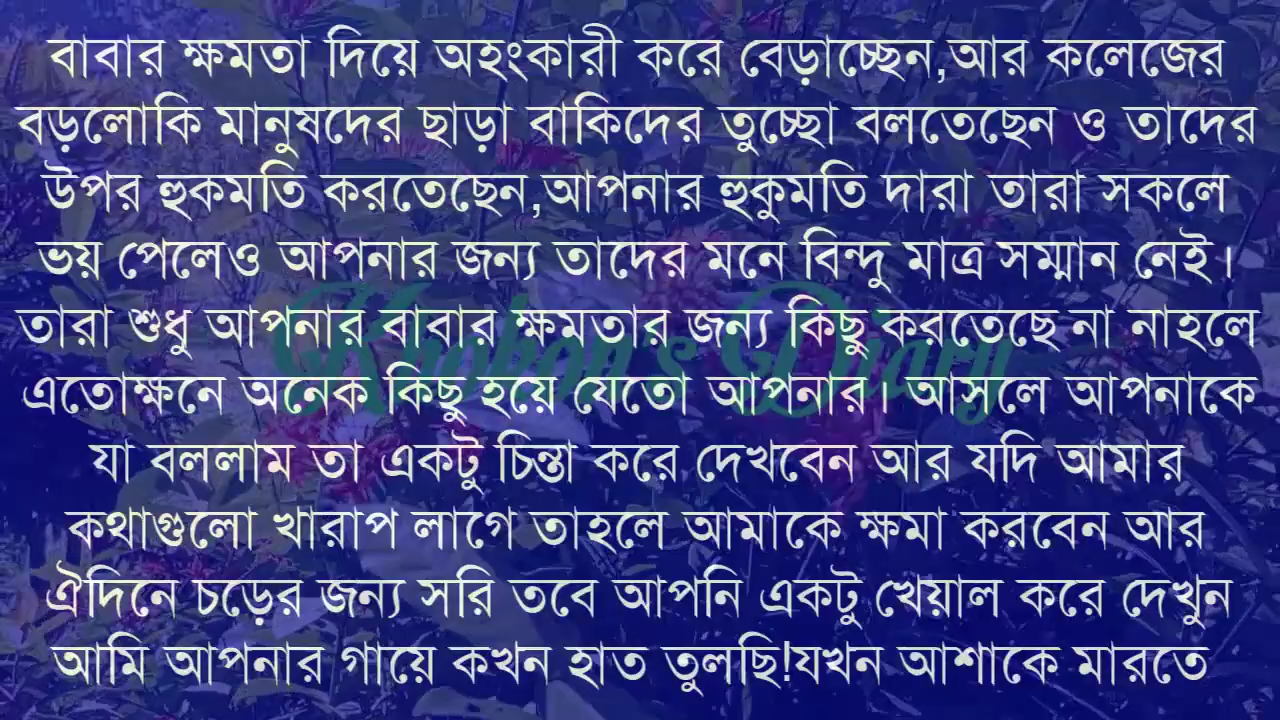 বাবার ক্ষমতা দিয়ে অহংকারী করে বেড়াচ্ছেন,আর কলেজের
বড়লোকি মানুষদের ছাড়া বাকিদের তুচ্ছো বলতেছেন ও তাদের
উপর হুকমতি করতেছেন,আপনার হুকুমতি দারা তারা সকলে
ভয় পেলেও আপনার জন্য তাদের মনে বিন্দু মাত্র সম্মান নেই।
তারা শুধু আপনার বাবার ক্ষমতার জন্য কিছু করতেছে না নাহলে
এতোক্ষনে অনেক কিছু হয়ে যেতো আপনার। আসলে আপনাকে
যা বললাম তা একটু চিন্তা করে দেখবেন আর যদি আমার
কথাগুলো খারাপ লাগে তাহলে আমাকে ক্ষমা করবেন আর
ঐদিনে চড়ের জন্য সরি তবে আপনি একটু খেয়াল করে দেখুন
আমি আপনার গায়ে কখন হাত তুলছি!যখন আশাকে মারতে
Khobon's Diary